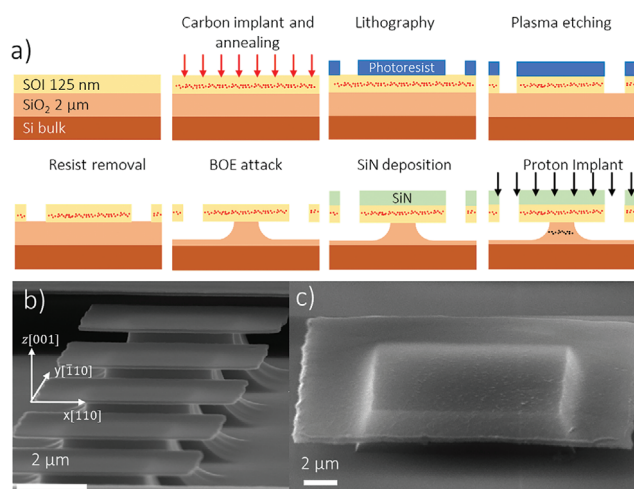 a)
Carbon implant and
annealing
Lithography
Plasma etching
Photoresist
SOI 125 nm
SiO₂ 2 µm
Si bulk
Resist removal
BOE attack
SiN deposition
Proton Implant
SiN
b)
z[001]
y[1̅10]
x[110]
2 µm
c)
2 µm